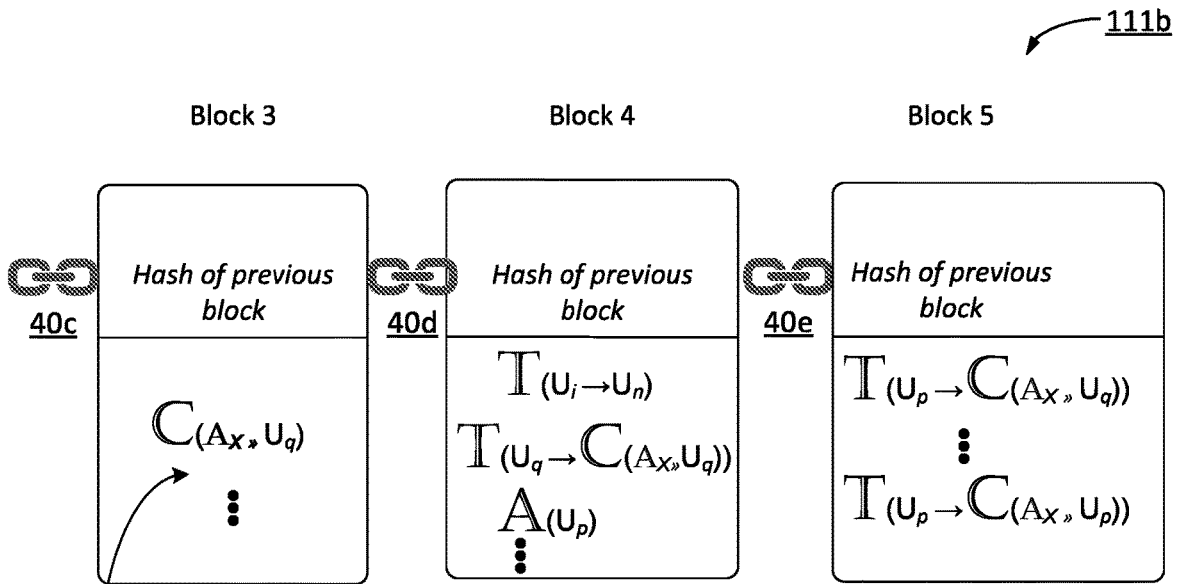 111b
Block 3
Block 4
Block 5
Hash of previous
block
40c
ℂ(A_X», U_q)
Hash of previous
block
40d
𝕋(U_i→U_n)
𝕋(U_q→ℂ(A_X»U_q))
𝔸(U_p)
Hash of previous
block
40e
𝕋(U_p→ℂ(A_X», U_q))
𝕋(U_p→ℂ(A_X», U_p))